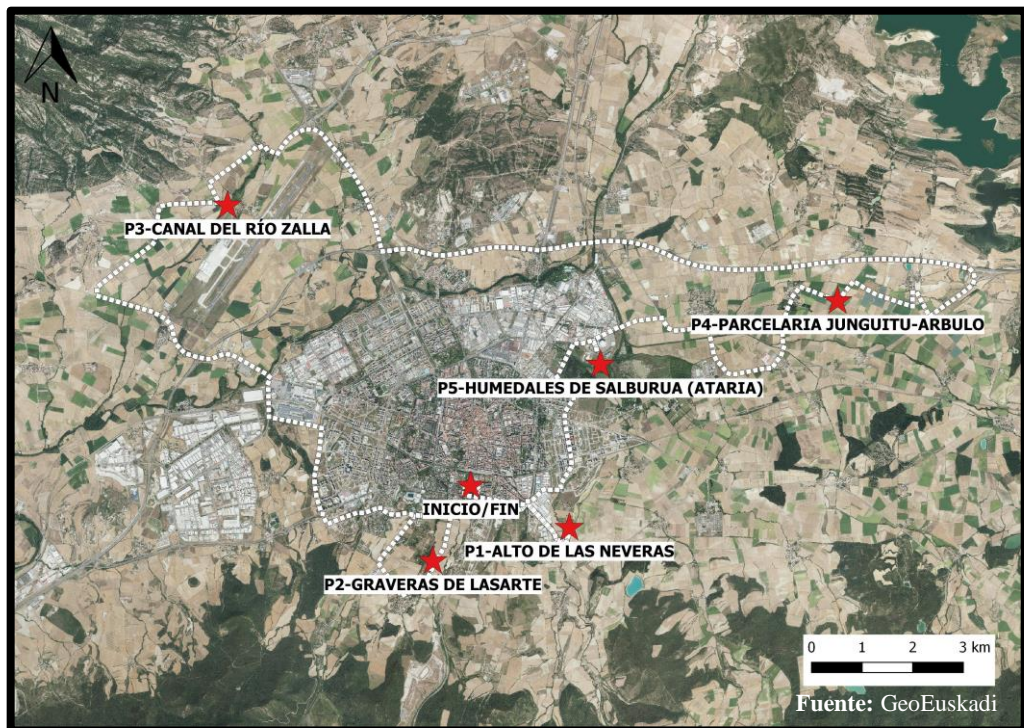 N
P3-CANAL DEL RÍO ZALLA
P4-PARCELARIA JUNGUITU-ARBULO
P5-HUMEDALES DE SALBURUA (ATARIA)
INICIO/FIN
P1-ALTO DE LAS NEVERAS
P2-GRAVERAS DE LASARTE
0 1 2 3 km
Fuente: GeoEuskadi